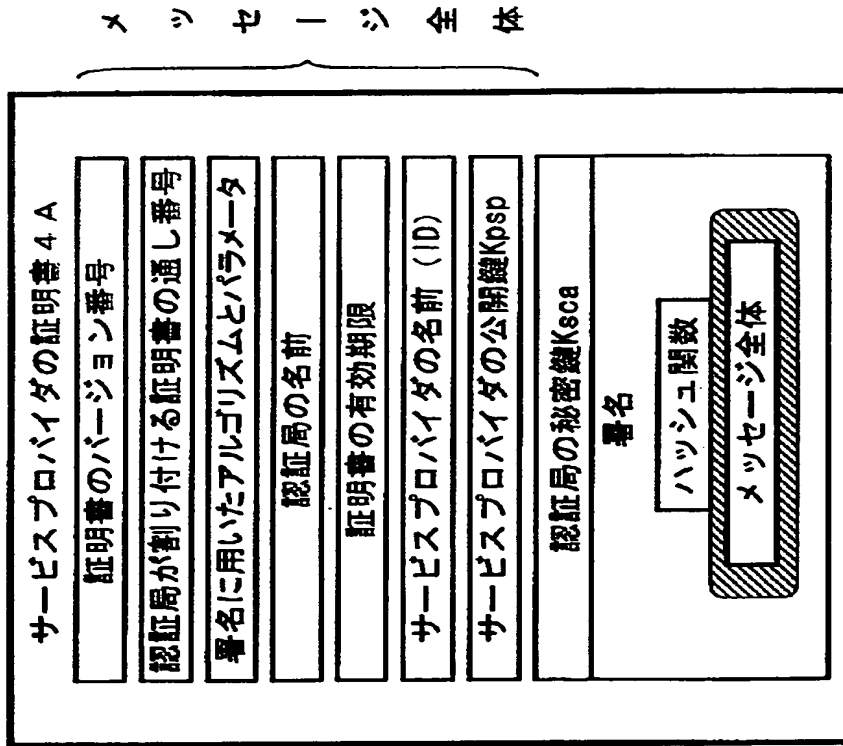 サービスプロバイダの証明書4A
証明書のバージョン番号
認証局が割り付ける証明書の通し番号
署名に用いたアルゴリズムとパラメータ
認証局の名前
証明書の有効期限
サービスプロバイダの名前 (ID)
サービスプロバイダの公開鍵Kpsp
メッセージ全体
認証局の秘密鍵Ksca
署名
ハッシュ関数
メッセージ全体